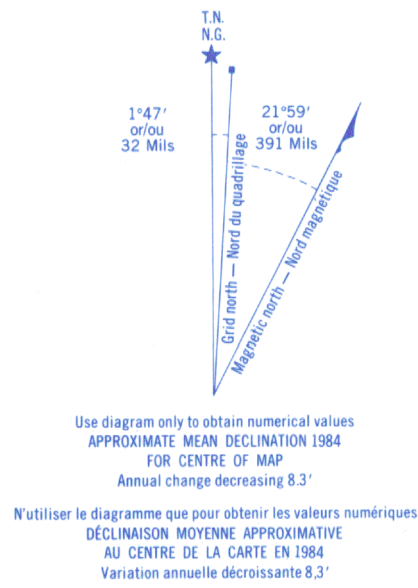 T.N.
N.G.
1°47′
or/ou
32 Mils
21°59′
or/ou
391 Mils
Grid north — Nord du quadrillage
Magnetic north — Nord magnetique
Use diagram only to obtain numerical values
APPROXIMATE MEAN DECLINATION 1984
FOR CENTRE OF MAP
Annual change decreasing 8.3′
N'utiliser le diagramme que pour obtenir les valeurs numériques
DÉCLINAISON MOYENNE APPROXIMATIVE
AU CENTRE DE LA CARTE EN 1984
Variation annuelle décroissante 8,3′